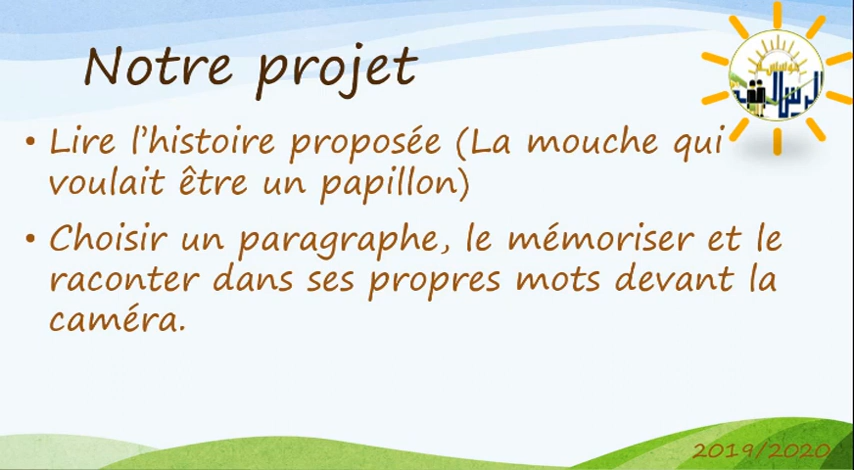 Notre projet
• Lire l'histoire proposée (La mouche qui
voulait être un papillon)
• Choisir un paragraphe, le mémoriser et le
raconter dans ses propres mots devant la
caméra.
2019/2020